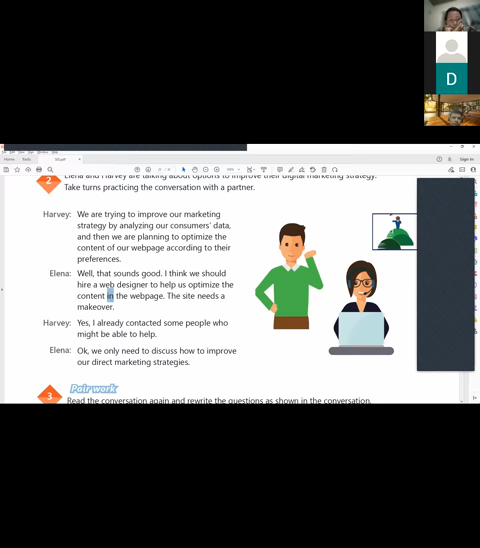 D
Home Tools
Sign In
2
Elena and Harvey are talking about options to improve their digital marketing strategy.
Take turns practicing the conversation with a partner.
Harvey: We are trying to improve our marketing
strategy by analyzing our consumers' data,
and then we are planning to optimize the
content of our webpage according to their
preferences.
Elena: Well, that sounds good. I think we should
hire a web designer to help us optimize the
content in the webpage. The site needs a
makeover.
Harvey: Yes, I already contacted some people who
might be able to help.
Elena: Ok, we only need to discuss how to improve
our direct marketing strategies.
3
Pair work
Read the conversation again and rewrite the questions as shown in the conversation.